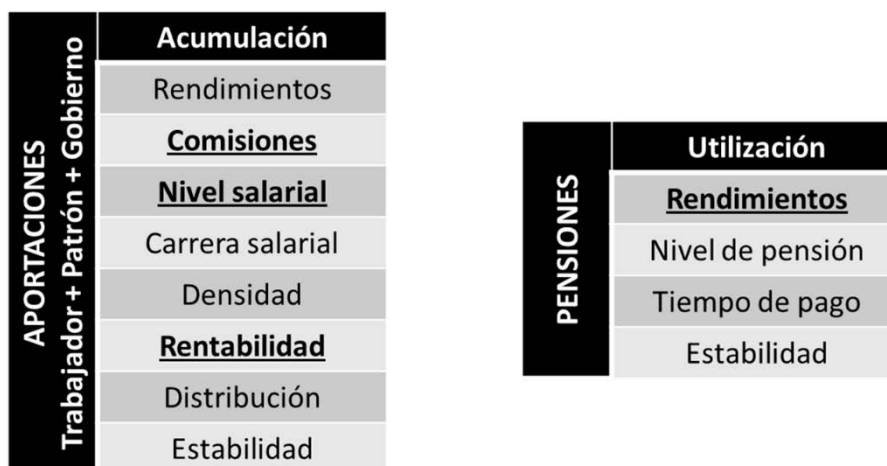 APORTACIONES
Trabajador + Patrón + Gobierno
Acumulación
Rendimientos
Comisiones
Nivel salarial
Carrera salarial
Densidad
Rentabilidad
Distribución
Estabilidad
PENSIONES
Utilización
Rendimientos
Nivel de pensión
Tiempo de pago
Estabilidad